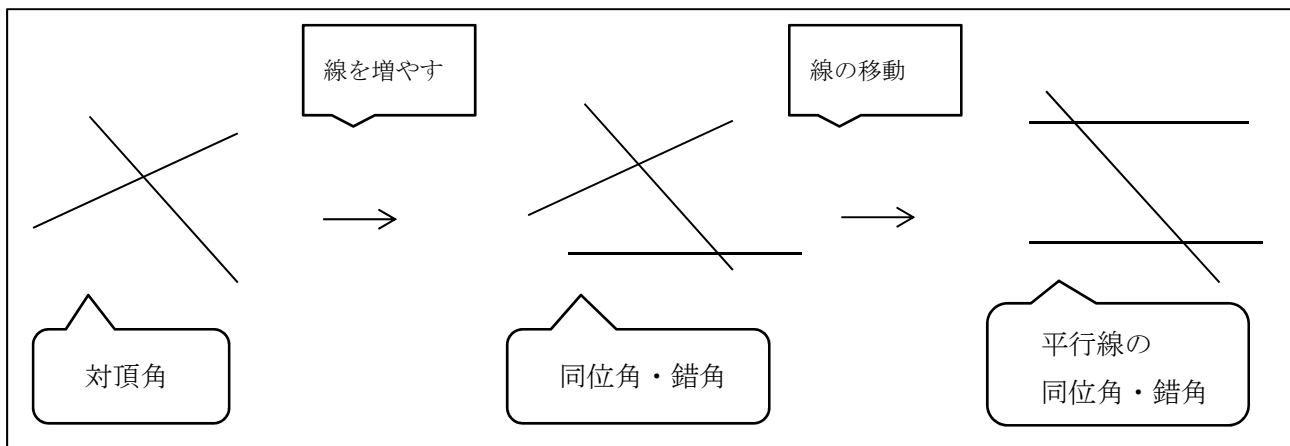 線を増やす
線の移動
対頂角
同位角・錯角
平行線の
同位角・錯角